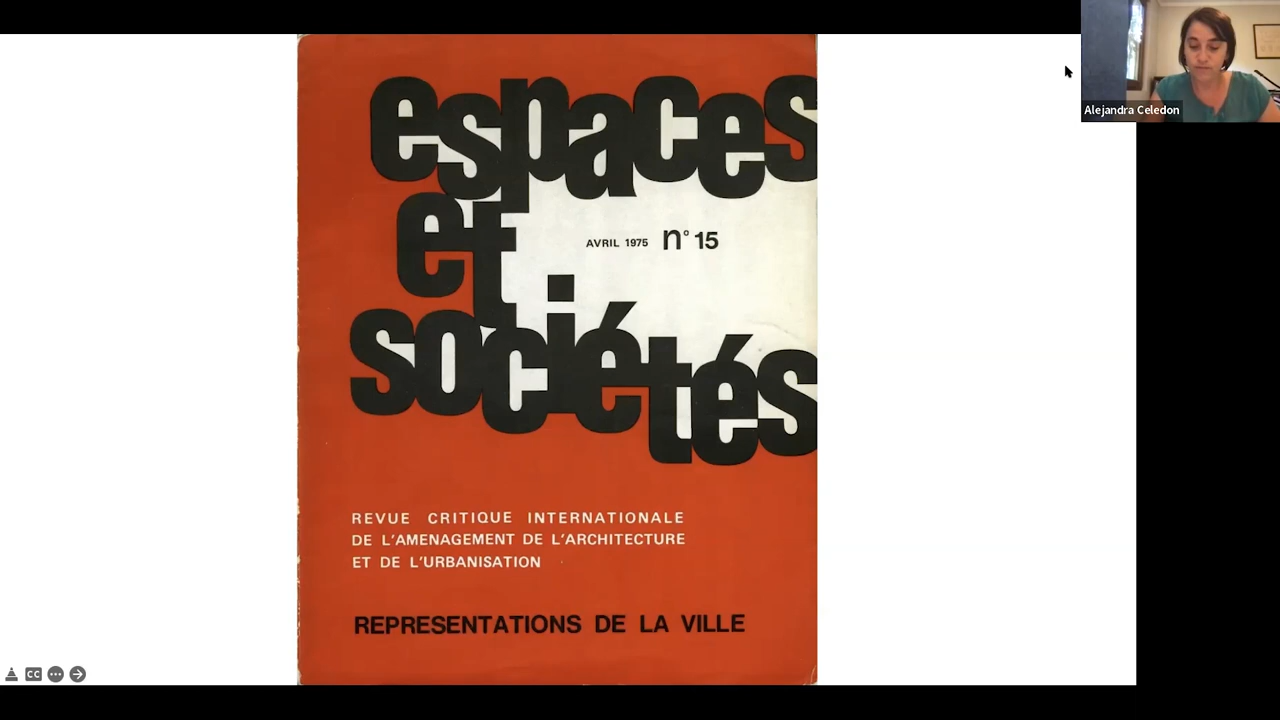 Alejandra Celedon
espaces
et
AVRIL 1975 n° 15
sociétés
REVUE CRITIQUE INTERNATIONALE
DE L'AMENAGEMENT DE L'ARCHITECTURE
ET DE L'URBANISATION
REPRESENTATIONS DE LA VILLE
CC